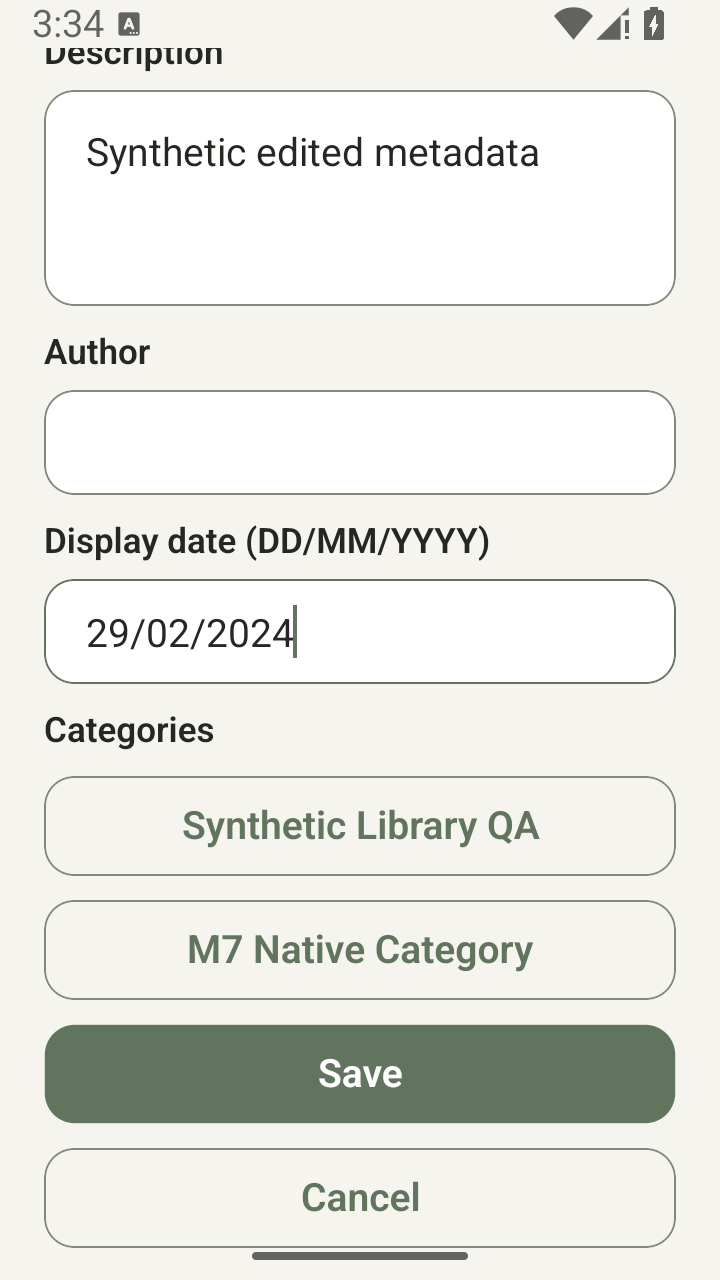 3:34
Description
Synthetic edited metadata
Author
Display date (DD/MM/YYYY)
29/02/2024
Categories
Synthetic Library QA
M7 Native Category
Save
Cancel